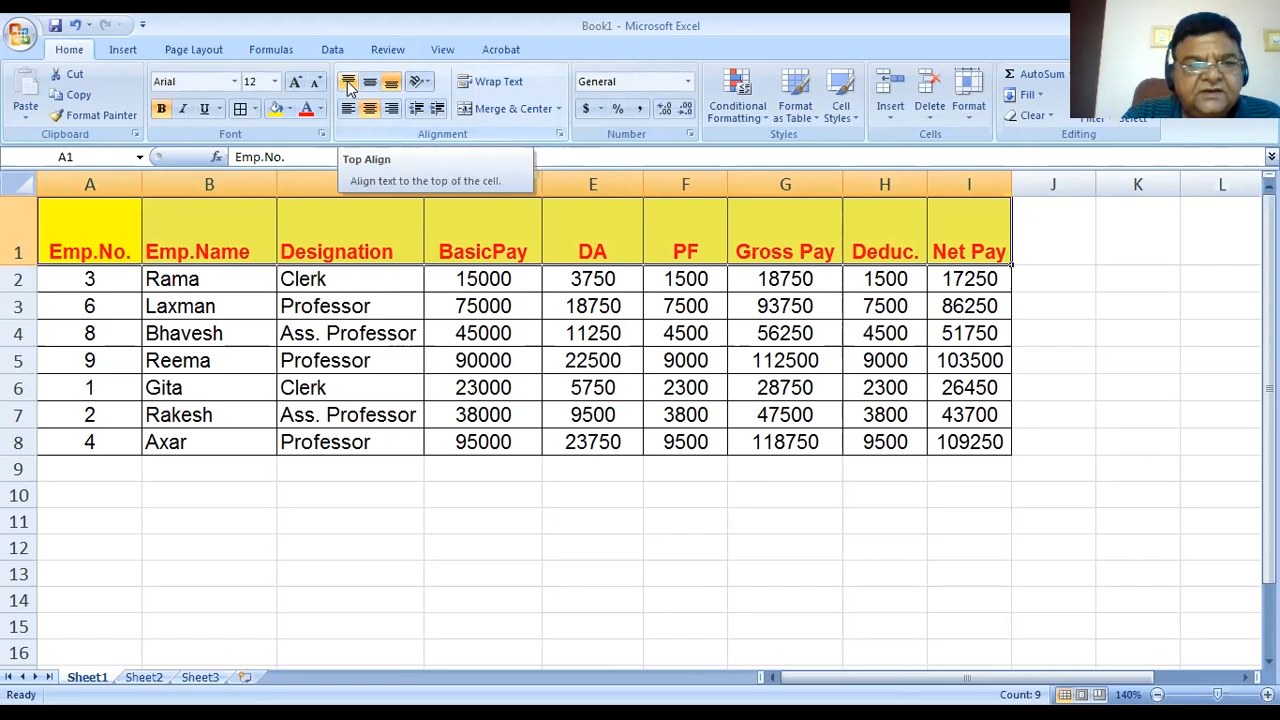 Book1 - Microsoft Excel
Home Insert Page Layout Formulas Data Review View Acrobat
Cut
Copy
Format Painter
Paste
Clipboard
Arial 12
B I U
Font
Wrap Text
Merge & Center
Alignment
General
$ % ,
Number
Conditional Formatting
Format as Table
Cell Styles
Styles
Insert Delete Format
Cells
AutoSum
Fill
Clear
Editing
A1 fx Emp.No.
Top Align
Align text to the top of the cell.
A B E F G H I J K L
1 Emp.No. Emp.Name Designation BasicPay DA PF Gross Pay Deduc. Net Pay
2 3 Rama Clerk 15000 3750 1500 18750 1500 17250
3 6 Laxman Professor 75000 18750 7500 93750 7500 86250
4 8 Bhavesh Ass. Professor 45000 11250 4500 56250 4500 51750
5 9 Reema Professor 90000 22500 9000 112500 9000 103500
6 1 Gita Clerk 23000 5750 2300 28750 2300 26450
7 2 Rakesh Ass. Professor 38000 9500 3800 47500 3800 43700
8 4 Axar Professor 95000 23750 9500 118750 9500 109250
9
10
11
12
13
14
15
16
Sheet1 Sheet2 Sheet3
Ready Count: 9 140%